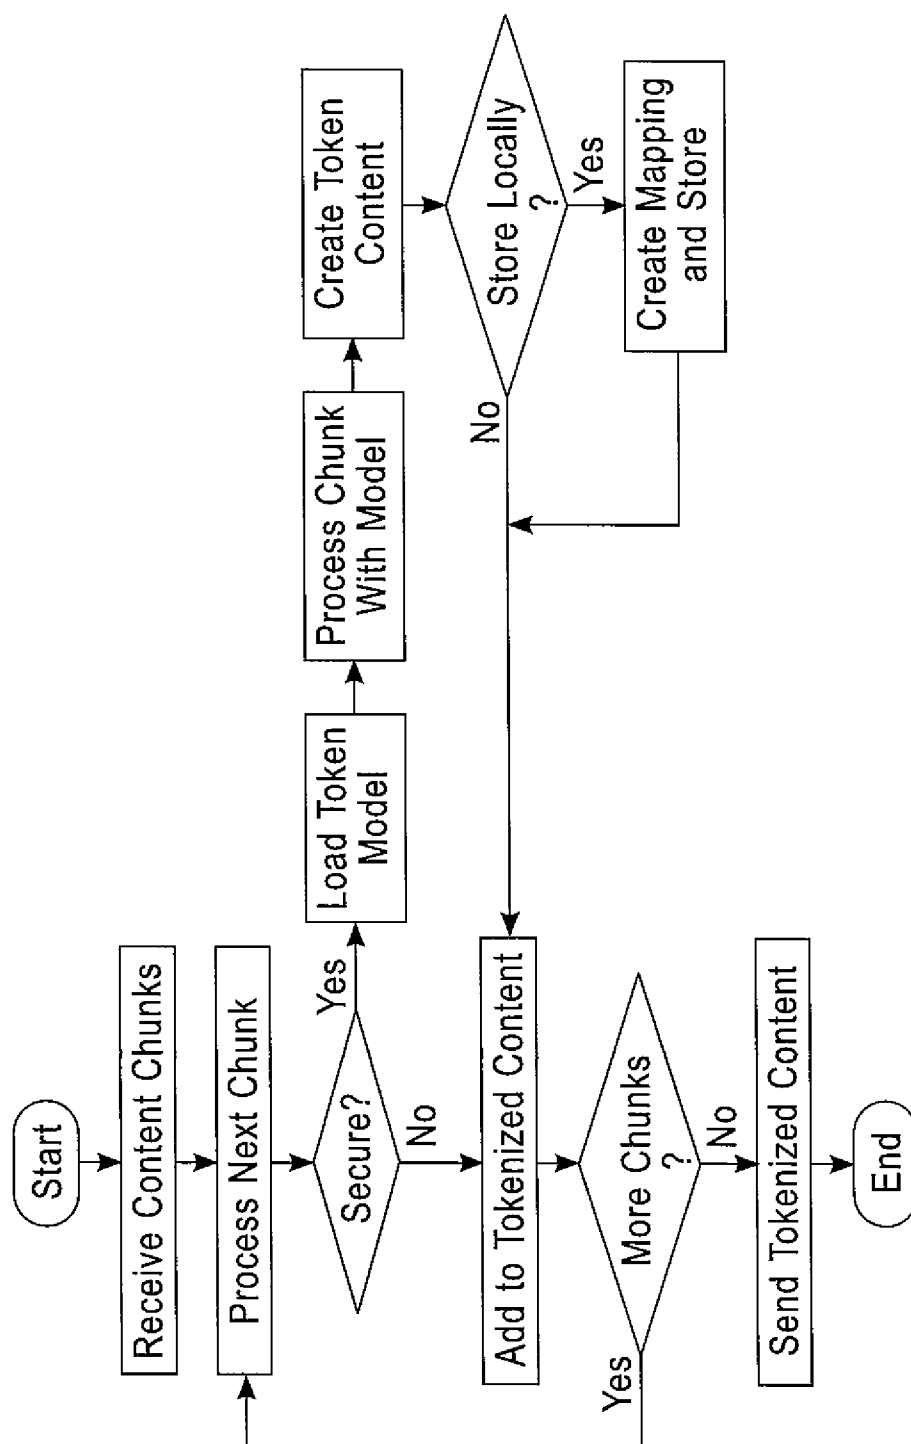 Start
Receive Content Chunks
Process Next Chunk
Secure?
Yes
No
Load Token
Model
Process Chunk
With Model
Create Token
Content
Store Locally
?
Yes
No
Create Mapping
and Store
Add to Tokenized Content
More Chunks
?
Yes
No
Send Tokenized Content
End